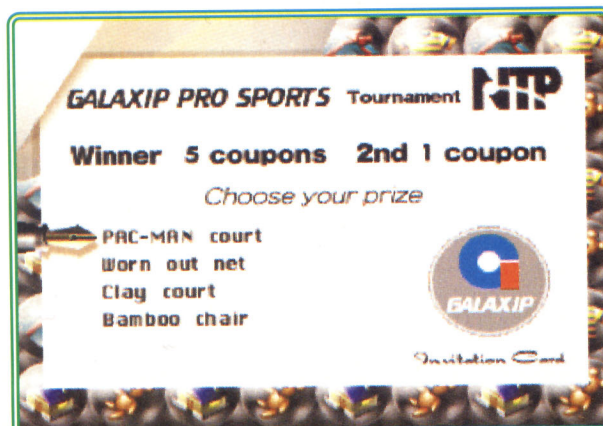 GALAXIP PRO SPORTS Tournament NTP
Winner 5 coupons 2nd 1 coupon
Choose your prize
PAC-MAN court
Worn out net
Clay court
Bamboo chair
GALAXIP
Invitation Card